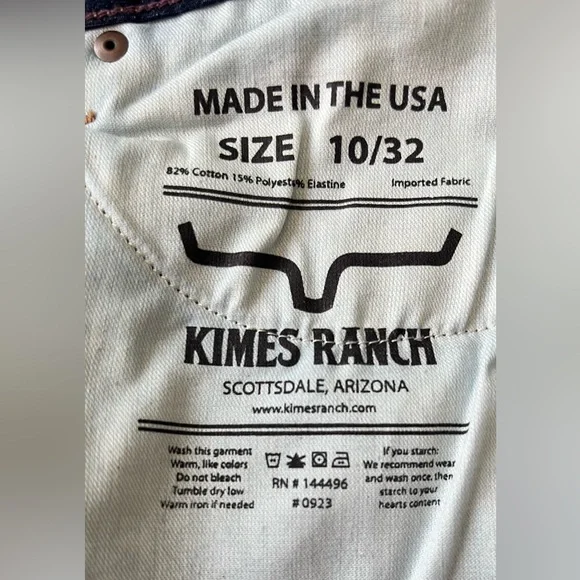 MADE IN THE USA
SIZE 10/32
82% Cotton 15% Polyest % Elastine Imported Fabric
KIMES RANCH
SCOTTSDALE, ARIZONA
www.kimesranch.com
Wash this garment
Warm, like colors
Do not bleach
Tumble dry low
Warm iron if needed
RN # 144496
#0923
If you starch:
We recommend wear
and wash once, then
starch to your
hearts content